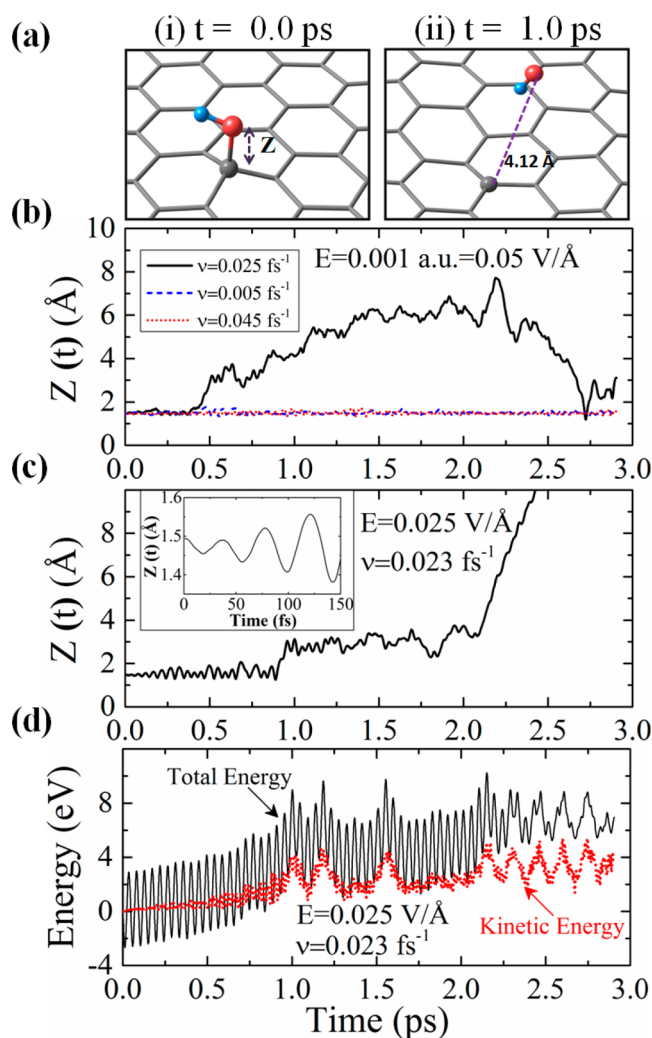 (a)
(i) t = 0.0 ps
(ii) t = 1.0 ps
Z
4.12 Å
(b)
10
8
6
4
2
0
Z (t) (Å)
ν=0.025 fs⁻¹
ν=0.005 fs⁻¹
ν=0.045 fs⁻¹
E=0.001 a.u.=0.05 V/Å
0.0 0.5 1.0 1.5 2.0 2.5 3.0
(c)
8
6
4
2
0
Z (t) (Å)
1.6
1.5
1.4
Z (t) (Å)
0 50 100 150
Time (fs)
E=0.025 V/Å
ν=0.023 fs⁻¹
0.0 0.5 1.0 1.5 2.0 2.5 3.0
(d)
8
4
0
-4
Energy (eV)
Total Energy
E=0.025 V/Å
ν=0.023 fs⁻¹
Kinetic Energy
0.0 0.5 1.0 1.5 2.0 2.5 3.0
Time (ps)